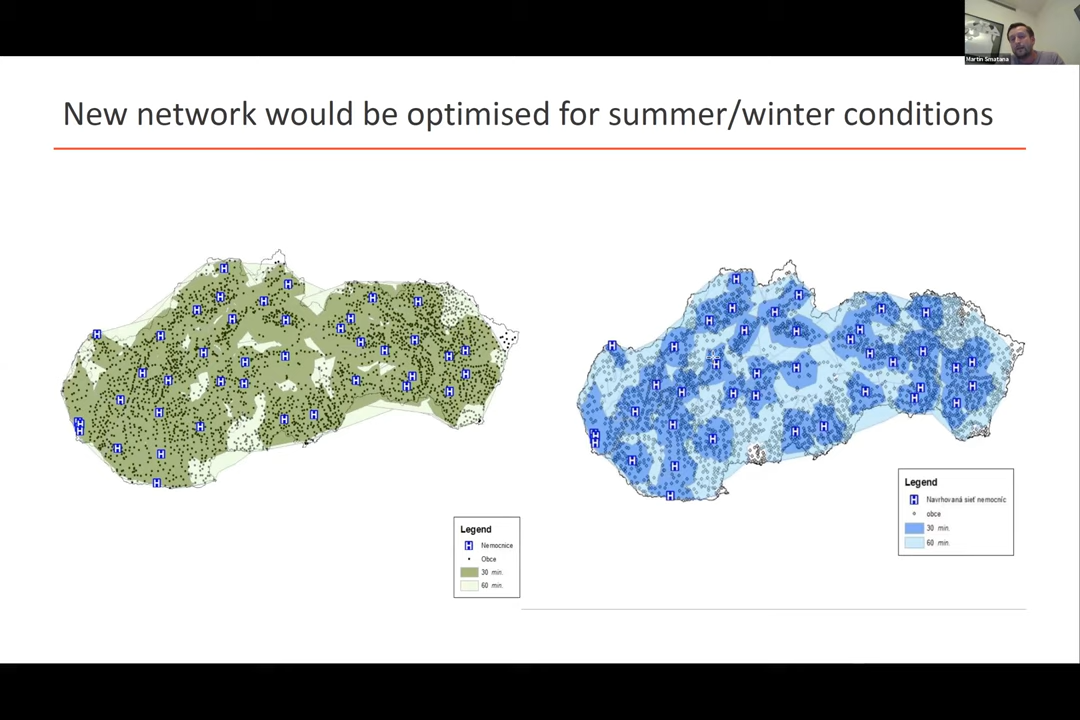 Martin Smatana
New network would be optimised for summer/winter conditions
Legend
H Nemocnice
Obce
30 min.
60 min.
Legend
H Navrhovaná sieť nemocníc
obce
30 min.
60 min.